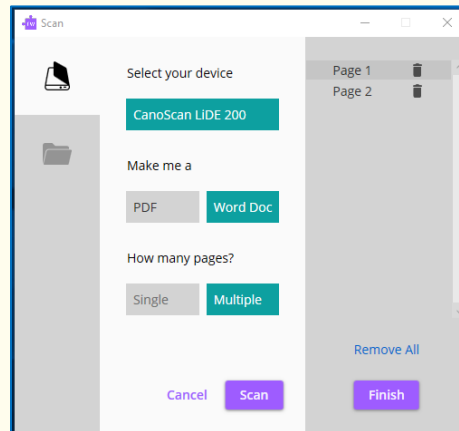 rw Scan
Select your device
CanoScan LiDE 200
Make me a
PDF Word Doc
How many pages?
Single Multiple
Cancel Scan
Page 1
Page 2
Remove All
Finish